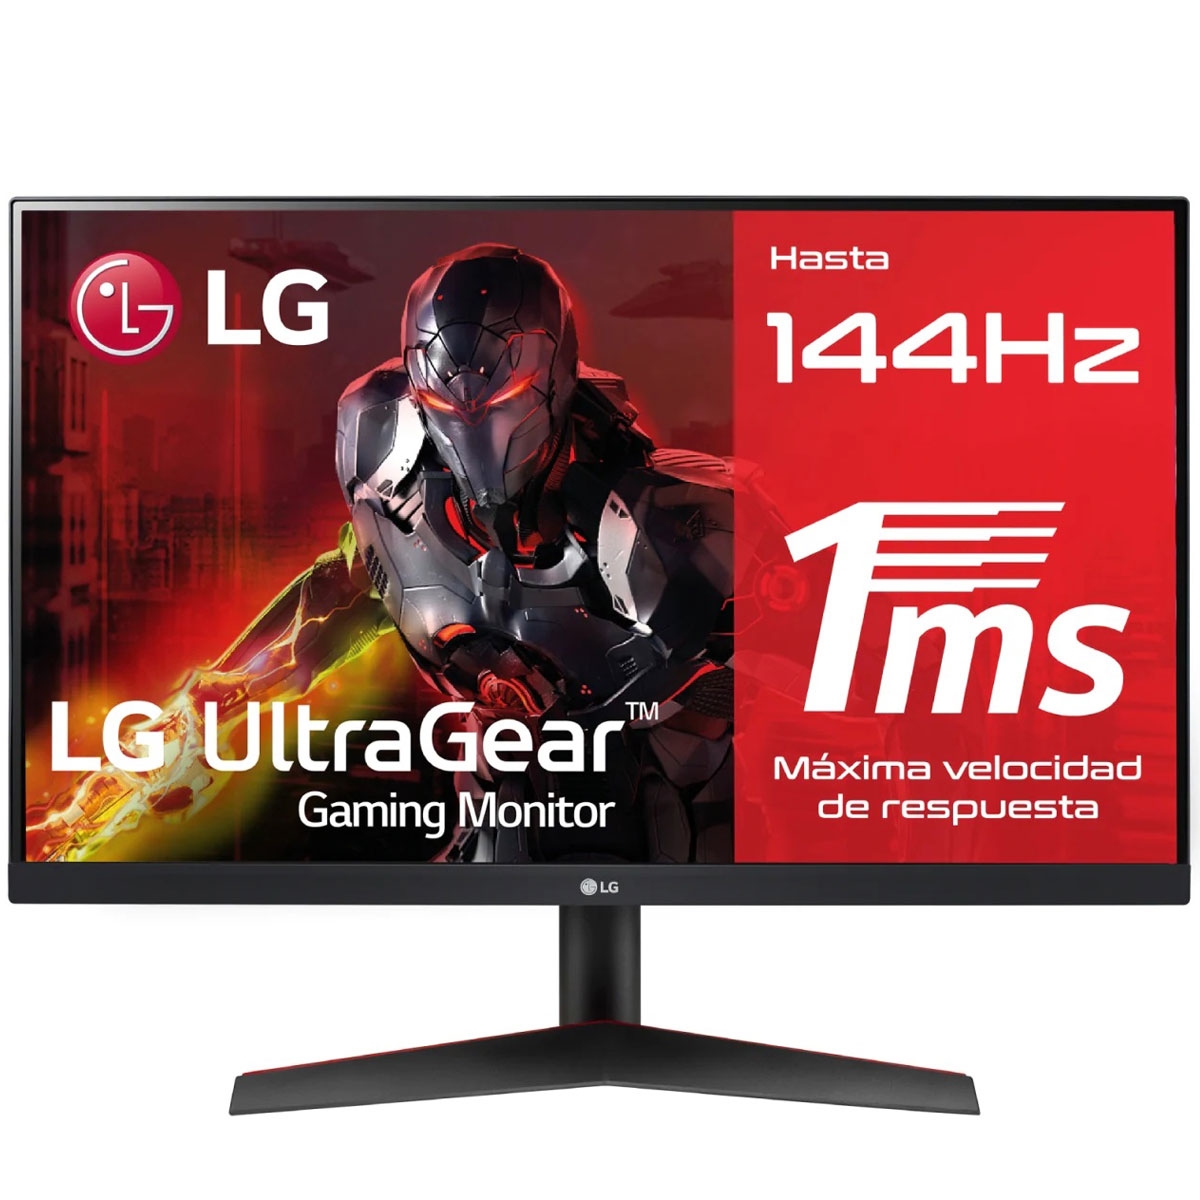 LG
LG UltraGear™
Gaming Monitor
Hasta
144Hz
1ms
Máxima velocidad
de respuesta
LG